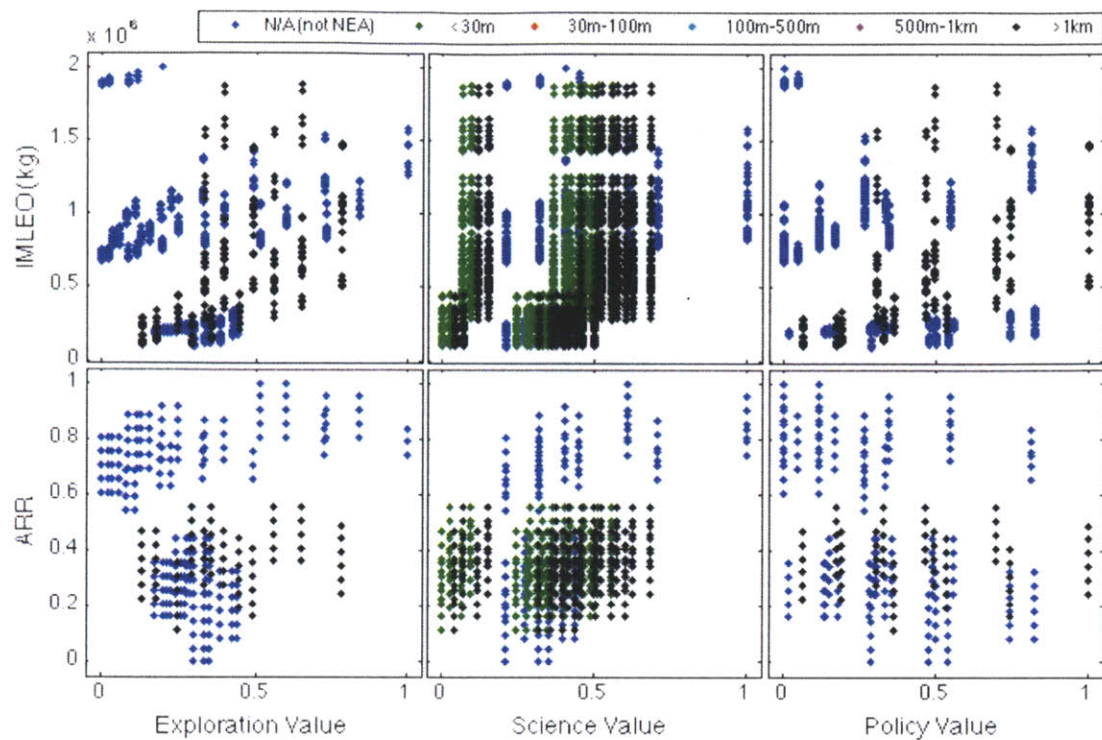 N/A(not NEA) <30m 30m-100m 100m-500m 500m-1km >1km
x 10^6
2
1.5
1
0.5
0
IMLEO(kg)
1
0.8
0.6
0.4
0.2
0
ARR
0 0.5 1 0 0.5 1 0 0.5 1
Exploration Value Science Value Policy Value